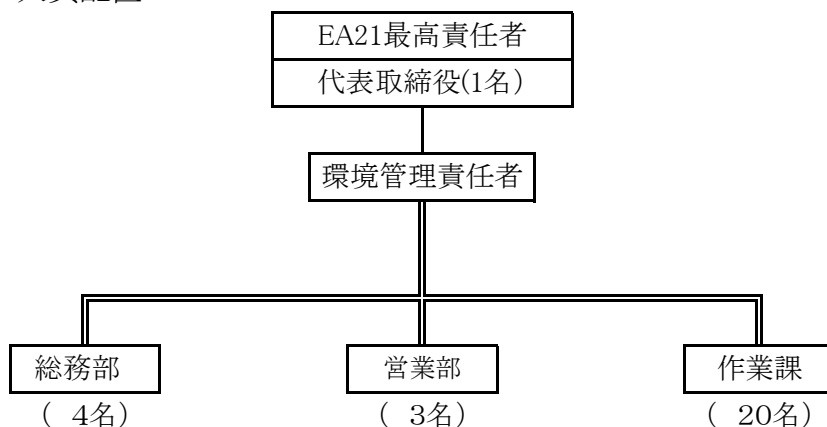 EA21最高責任者
代表取締役(1名)
環境管理責任者
総務部 営業部 作業課
( 4名) ( 3名) ( 20名)